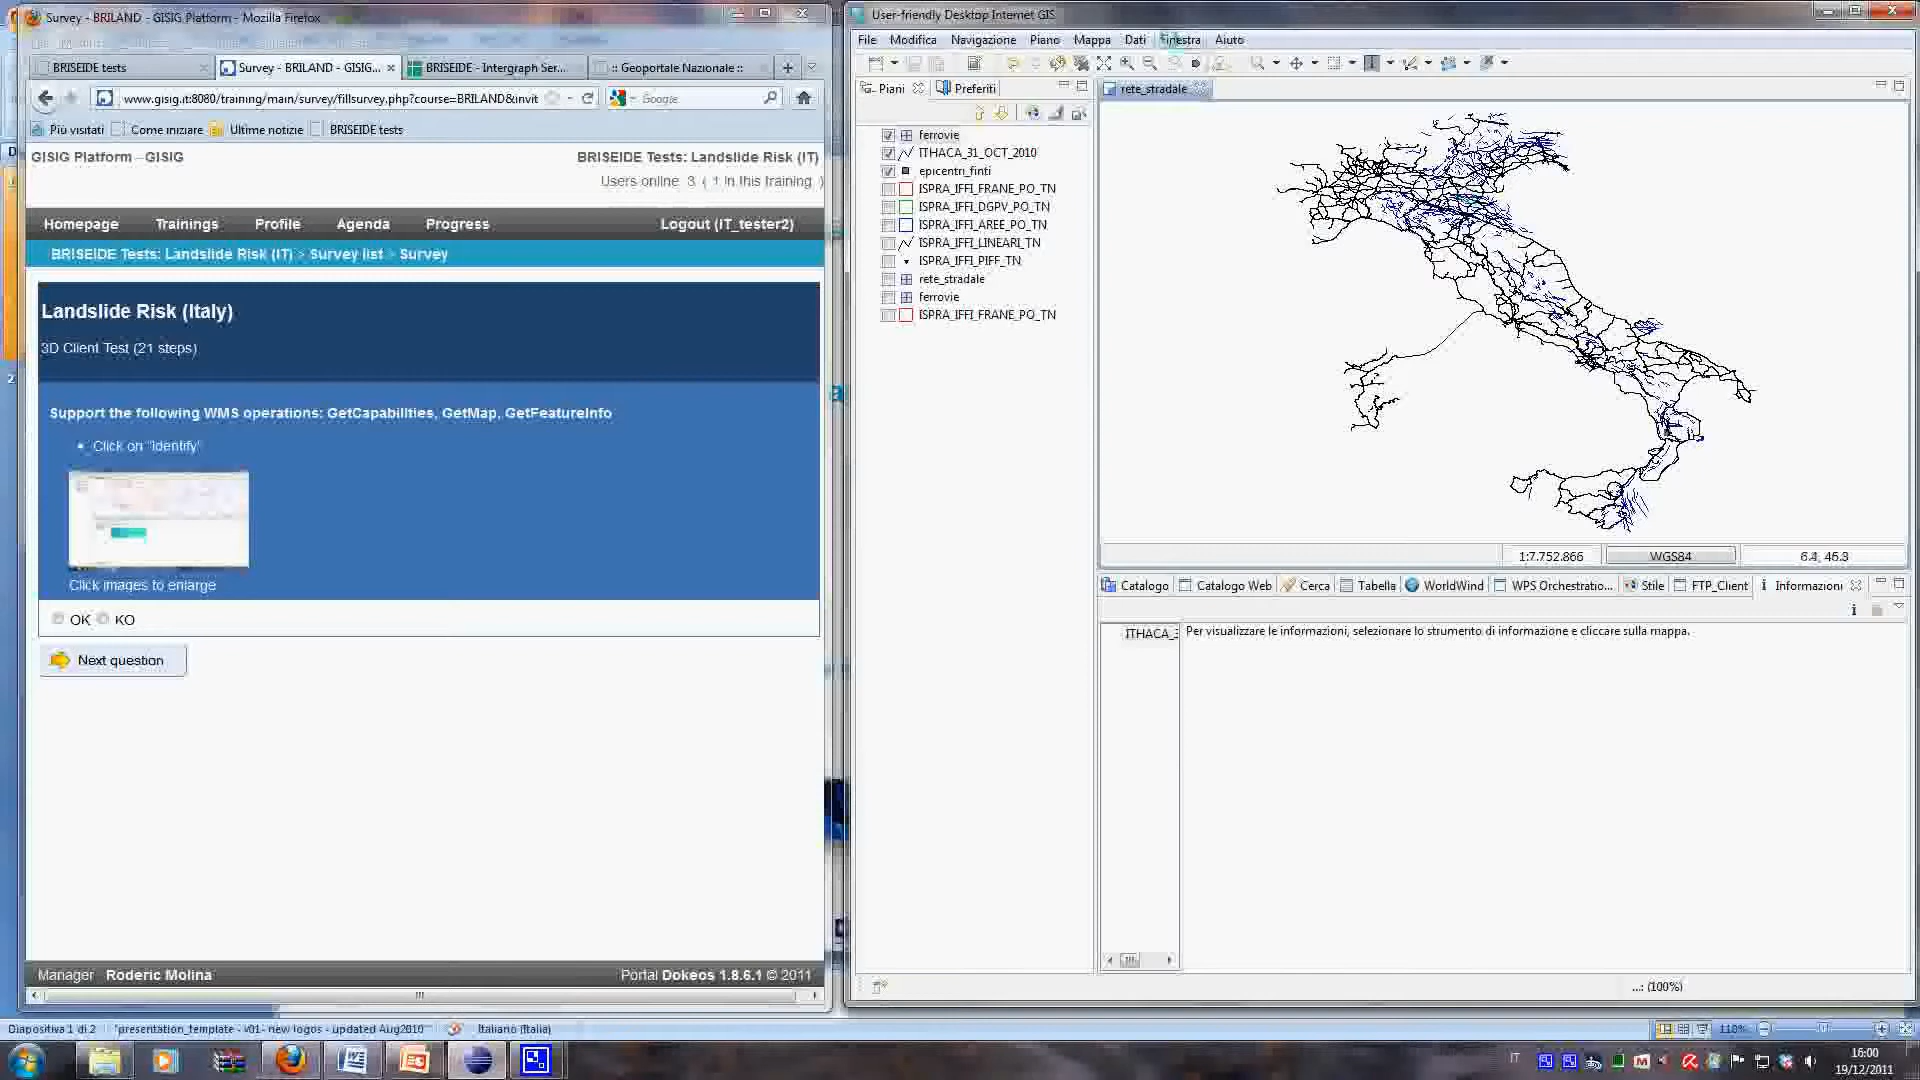 Survey - BRILAND - GISIG Platform - Mozilla Firefox
BRISEIDE tests
Survey - BRILAND - GISIG...
BRISEIDE - Intergraph Ser...
:: Geoportale Nazionale ::
www.gisig.it:8080/training/main/survey/fillsurvey.php?course=BRILAND&invit
Google
Più visitati
Come iniziare
Ultime notizie
BRISEIDE tests
GISIG Platform - GISIG
BRISEIDE Tests: Landslide Risk (IT)
Users online: 3 ( 1 in this training )
Homepage Trainings Profile Agenda Progress Logout (IT_tester2)
BRISEIDE Tests: Landslide Risk (IT) > Survey list > Survey
Landslide Risk (Italy)
3D Client Test (21 steps)
Support the following WMS operations: GetCapabilities, GetMap, GetFeatureInfo
• Click on "Identify"
Click images to enlarge
OK KO
Next question
Manager Roderic Molina
Portal Dokeos 1.8.6.1 © 2011
User-friendly Desktop Internet GIS
File Modifica Navigazione Piano Mappa Dati Finestra Aiuto
Piani
Preferiti
ferrovie
ITHACA_31_OCT_2010
epicentri_finti
ISPRA_IFFI_FRANE_PO_TN
ISPRA_IFFI_DGPV_PO_TN
ISPRA_IFFI_AREE_PO_TN
ISPRA_IFFI_LINEARI_TN
ISPRA_IFFI_PIFF_TN
rete_stradale
ferrovie
ISPRA_IFFI_FRANE_PO_TN
rete_stradale
1:7.752.866
WGS84
6.4, 46.3
Catalogo
Catalogo Web
Cerca
Tabella
WorldWind
WPS Orchestratio...
Stile
FTP_Client
Informazioni
ITHACA_3
Per visualizzare le informazioni, selezionare lo strumento di informazione e cliccare sulla mappa.
...: (100%)
Diapositiva 1 di 2
"presentation_template - v01- new logos - updated Aug2010"
Italiano (Italia)
110%
IT
16:00
19/12/2011